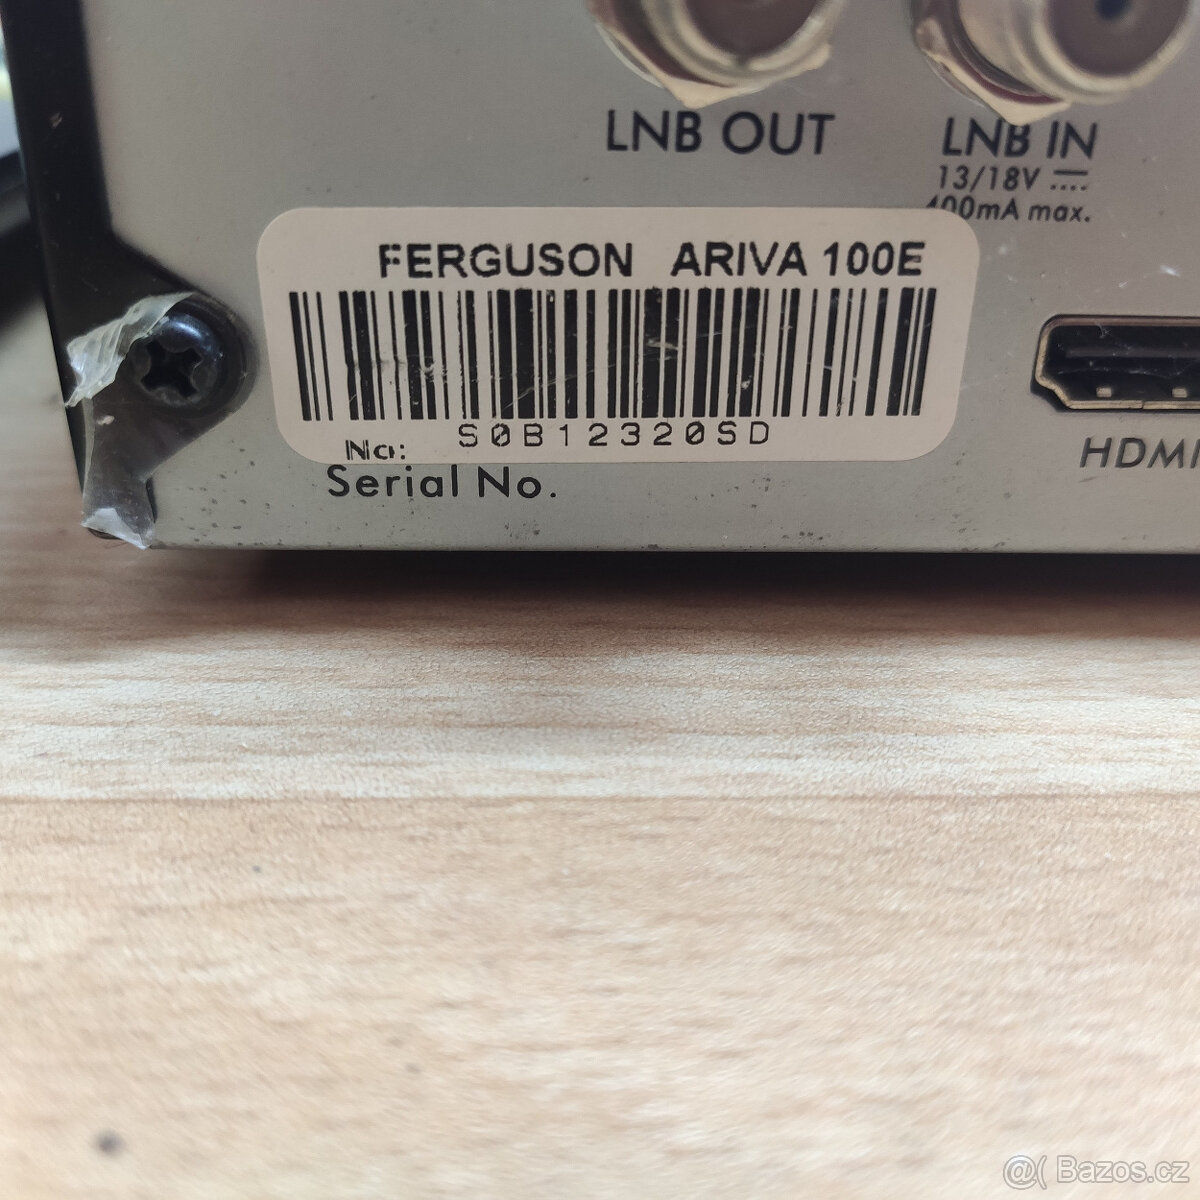 LNB OUT
LNB IN
13/18V
400mA max.
FERGUSON ARIVA 100E
No: S0B12320SD
Serial No.
HDMI
@( Bazos.cz